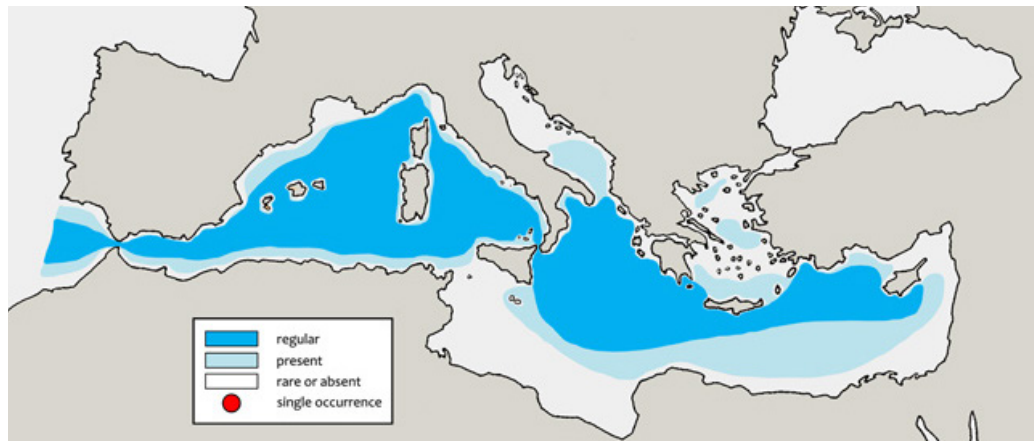 regular
present
rare or absent
single occurrence